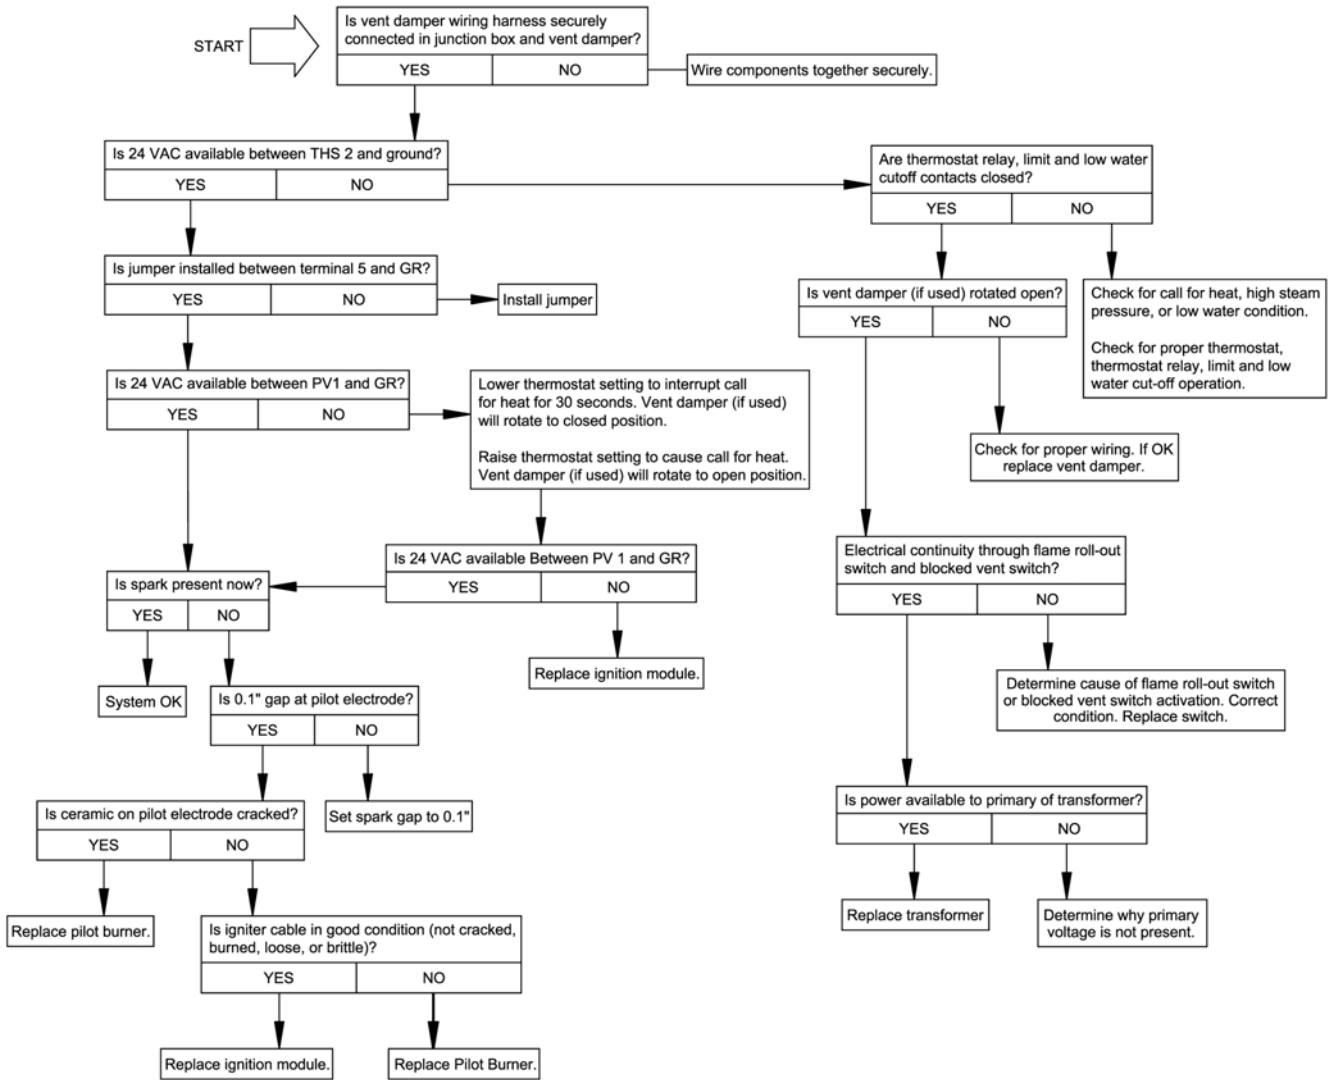 START
Is vent damper wiring harness securely
connected in junction box and vent damper?
YES
NO
Wire components together securely.
Is 24 VAC available between THS 2 and ground?
YES
NO
Are thermostat relay, limit and low water
cutoff contacts closed?
YES
NO
Is jumper installed between terminal 5 and GR?
YES
NO
Install jumper
Is vent damper (if used) rotated open?
YES
NO
Check for call for heat, high steam
pressure, or low water condition.
Check for proper thermostat,
thermostat relay, limit and low
water cut-off operation.
Is 24 VAC available between PV1 and GR?
YES
NO
Lower thermostat setting to interrupt call
for heat for 30 seconds. Vent damper (if used)
will rotate to closed position.
Raise thermostat setting to cause call for heat.
Vent damper (if used) will rotate to open position.
Check for proper wiring. If OK
replace vent damper.
Is 24 VAC available Between PV 1 and GR?
YES
NO
Electrical continuity through flame roll-out
switch and blocked vent switch?
YES
NO
Is spark present now?
YES
NO
Replace ignition module.
System OK
Is 0.1" gap at pilot electrode?
YES
NO
Determine cause of flame roll-out switch
or blocked vent switch activation. Correct
condition. Replace switch.
Is ceramic on pilot electrode cracked?
YES
NO
Set spark gap to 0.1"
Is power available to primary of transformer?
YES
NO
Replace pilot burner.
Is igniter cable in good condition (not cracked,
burned, loose, or brittle)?
YES
NO
Replace transformer
Determine why primary
voltage is not present.
Replace ignition module.
Replace Pilot Burner.